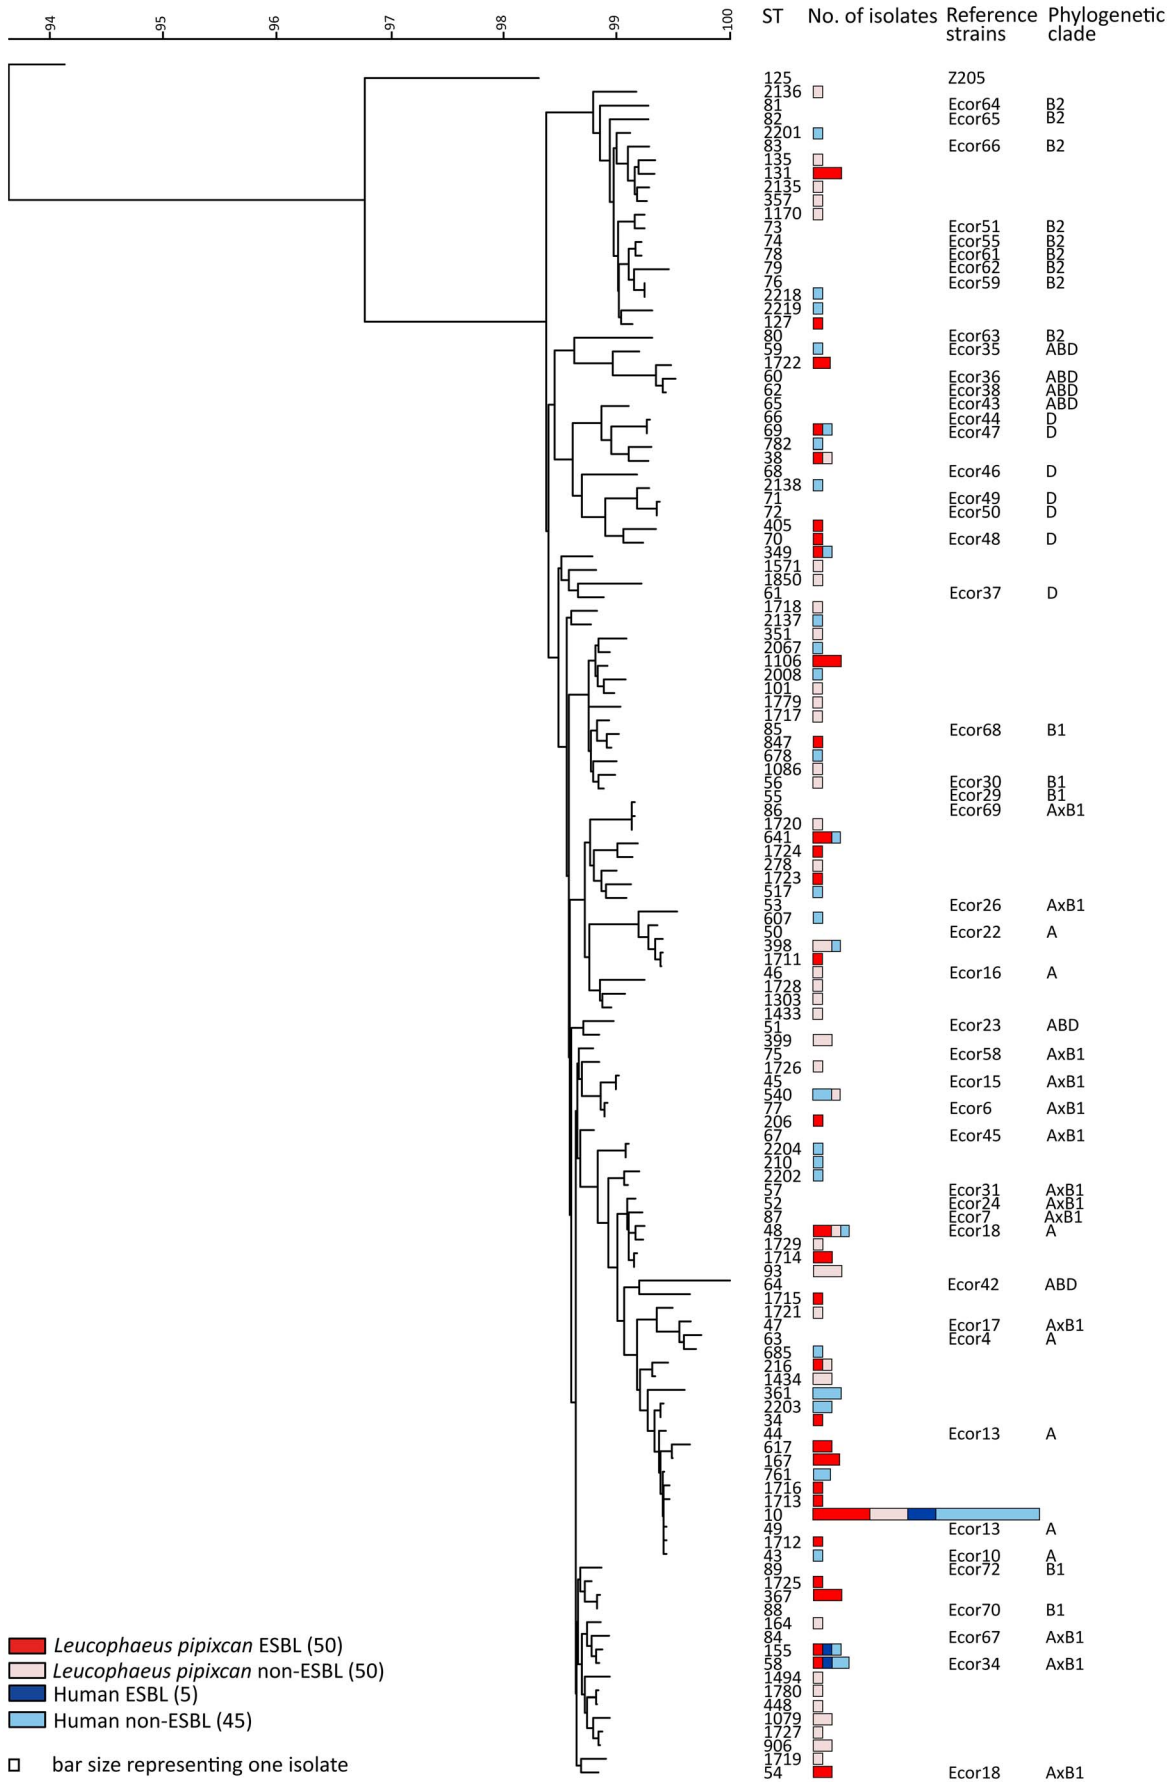 94 95 96 97 98 99 100
ST No. of isolates Reference strains Phylogenetic clade
125 Z205
2136
81 Ecor64 B2
82 Ecor65 B2
2201
83 Ecor66 B2
135
131
2135
357
1170
73 Ecor51 B2
74 Ecor55 B2
78 Ecor61 B2
79 Ecor62 B2
76 Ecor59 B2
2218
2219
127
80 Ecor63 B2
59 Ecor35 ABD
1722
60 Ecor36 ABD
62 Ecor38 ABD
65 Ecor43 ABD
66 Ecor44 D
69 Ecor47 D
782
38
68 Ecor46 D
2138
71 Ecor49 D
72 Ecor50 D
405
70 Ecor48 D
349
1571
1850
61 Ecor37 D
1718
2137
351
2067
1106
2008
101
1779
1717
85 Ecor68 B1
847
678
1086
56 Ecor30 B1
55 Ecor29 B1
86 Ecor69 AxB1
1720
641
1724
278
1723
517
53 Ecor26 AxB1
607
50 Ecor22 A
398
1711
46 Ecor16 A
1728
1303
1433
51 Ecor23 ABD
399
75 Ecor58 AxB1
1726
45 Ecor15 AxB1
540
77 Ecor6 AxB1
206
67 Ecor45 AxB1
2204
210
2202
57 Ecor31 AxB1
52 Ecor24 AxB1
87 Ecor7 AxB1
48 Ecor18 A
1729
1714
93
64 Ecor42 ABD
1715
1721
47 Ecor17 AxB1
63 Ecor4 A
685
216
1434
361
2203
34
44 Ecor13 A
617
167
761
1716
1713
10
49 Ecor13 A
1712
43 Ecor10 A
89 Ecor72 B1
1725
367
88 Ecor70 B1
164
84 Ecor67 AxB1
155
58 Ecor34 AxB1
1494
1780
448
1079
1727
906
1719
54 Ecor18 AxB1
Leucophaeus pipixcan ESBL (50)
Leucophaeus pipixcan non-ESBL (50)
Human ESBL (5)
Human non-ESBL (45)
bar size representing one isolate